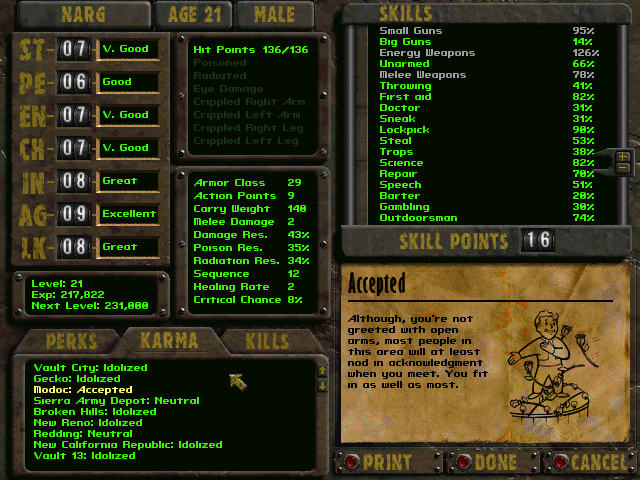 NARG
AGE 21
MALE
ST 07 V. Good
PE 06 Good
EN 07 V. Good
CH 07 V. Good
IN 08 Great
AG 09 Excellent
LK 08 Great
Hit Points 136/136
Poisoned
Radiated
Eye Damage
Crippled Right Arm
Crippled Left Arm
Crippled Right Leg
Crippled Left Leg
Armor Class 29
Action Points 9
Carry Weight 140
Melee Damage 2
Damage Res. 43%
Poison Res. 35%
Radiation Res. 34%
Sequence 12
Healing Rate 2
Critical Chance 8%
Level: 21
Exp: 217,822
Next Level: 231,000
PERKS
KARMA
KILLS
Vault City: Idolized
Gecko: Idolized
Modoc: Accepted
Sierra Army Depot: Neutral
Broken Hills: Idolized
New Reno: Idolized
Redding: Neutral
New California Republic: Idolized
Vault 13: Idolized
SKILLS
Small Guns 95%
Big Guns 14%
Energy Weapons 126%
Unarmed 66%
Melee Weapons 78%
Throwing 41%
First aid 82%
Doctor 31%
Sneak 31%
Lockpick 90%
Steal 53%
Traps 38%
Science 82%
Repair 70%
Speech 51%
Barter 20%
Gambling 30%
Outdoorsman 74%
SKILL POINTS 16
Accepted
Although, you're not
greeted with open
arms, most people in
this area will at least
nod in acknowledgment
when you meet. You fit
in as well as most.
PRINT
DONE
CANCEL